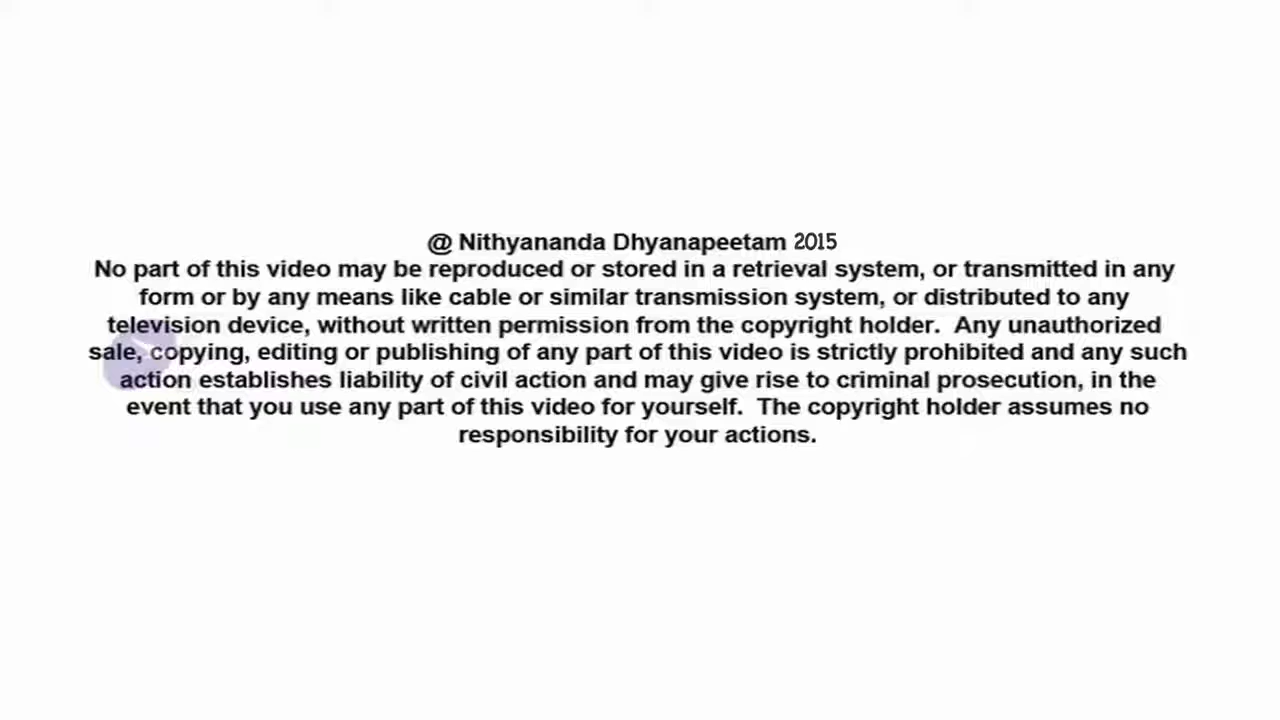 @ Nithyananda Dhyanapeetam 2015
No part of this video may be reproduced or stored in a retrieval system, or transmitted in any
form or by any means like cable or similar transmission system, or distributed to any
television device, without written permission from the copyright holder.  Any unauthorized
sale, copying, editing or publishing of any part of this video is strictly prohibited and any such
action establishes liability of civil action and may give rise to criminal prosecution, in the
event that you use any part of this video for yourself.  The copyright holder assumes no
responsibility for your actions.